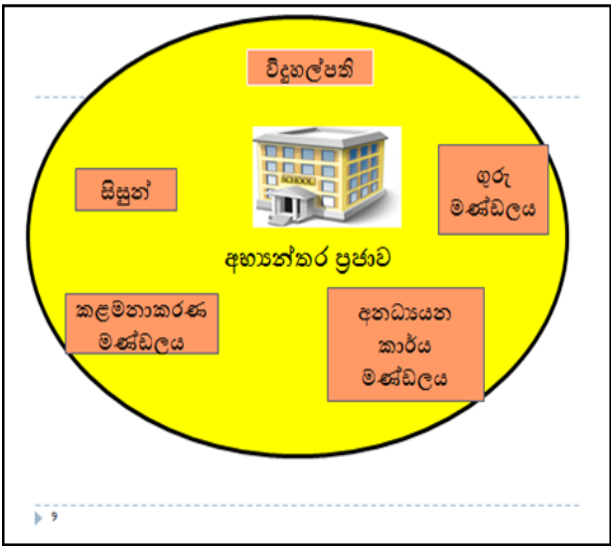 විදුහල්පති
SCHOOL
සිසුන්
ගුරු
මණ්ඩලය
අභ්‍යන්තර ප්‍රජාව
කළමනාකරණ
මණ්ඩලය
අනධ්‍යයන
කාර්ය
මණ්ඩලය
9